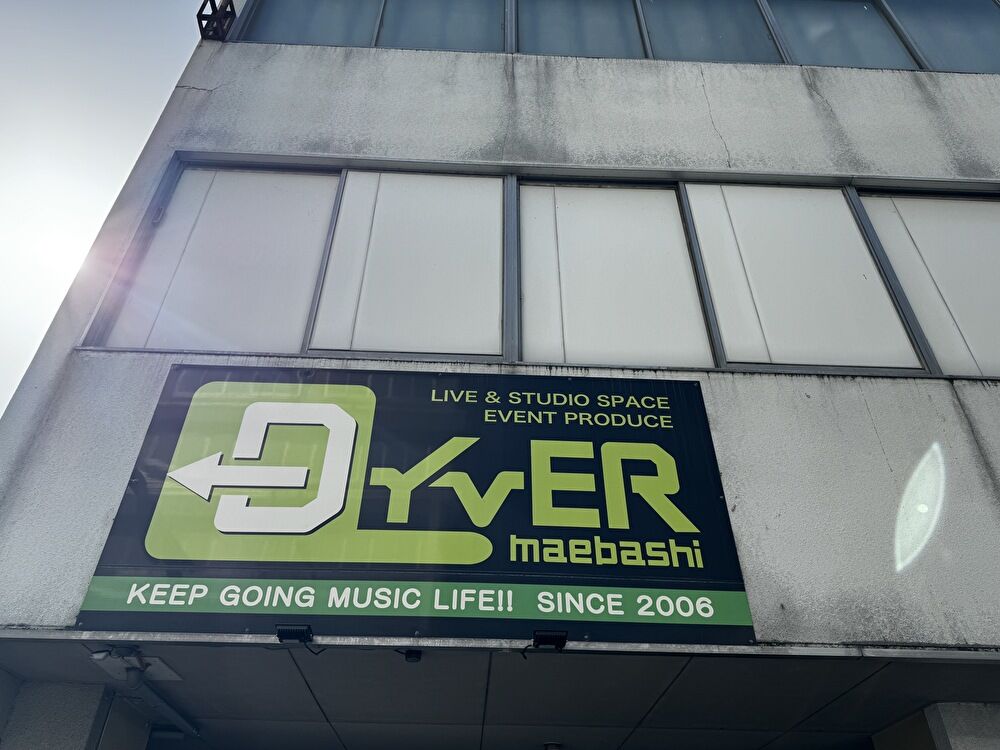 LIVE & STUDIO SPACE
EVENT PRODUCE
DYVER
maebashi
KEEP GOING MUSIC LIFE!! SINCE 2006